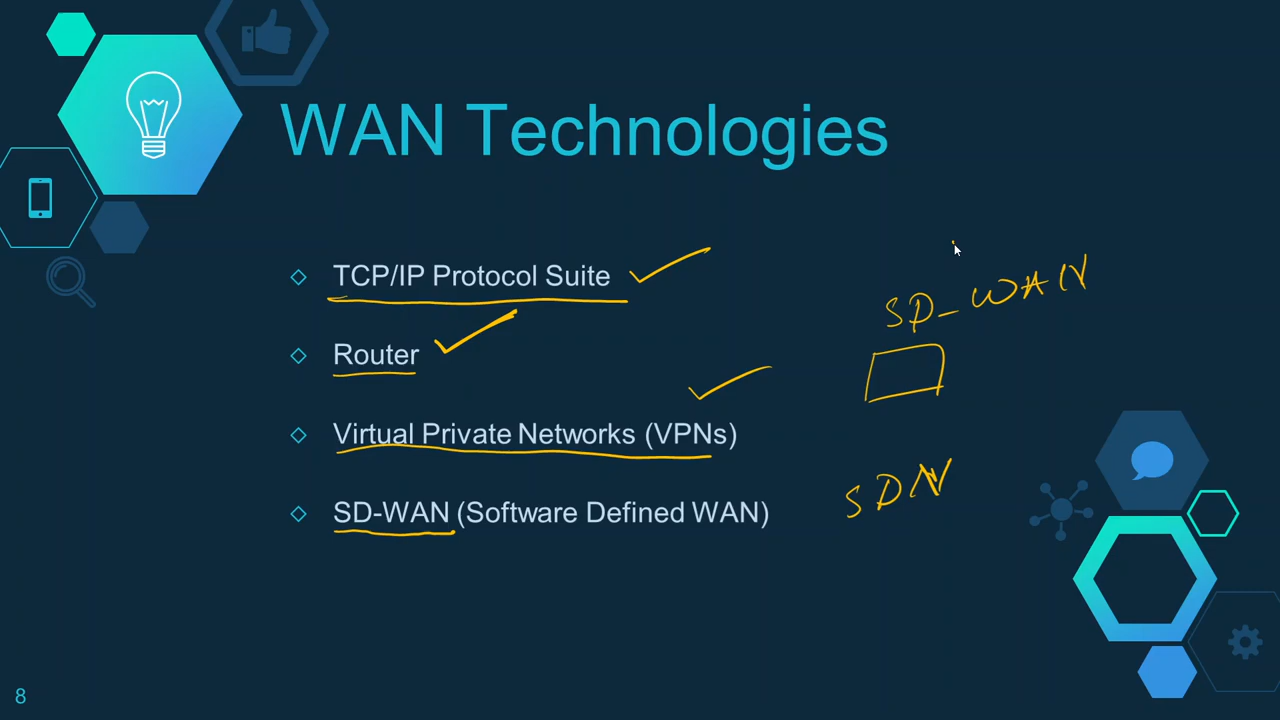 WAN Technologies
TCP/IP Protocol Suite
SD-WAN
Router
Virtual Private Networks (VPNs)
SDN
SD-WAN (Software Defined WAN)
8